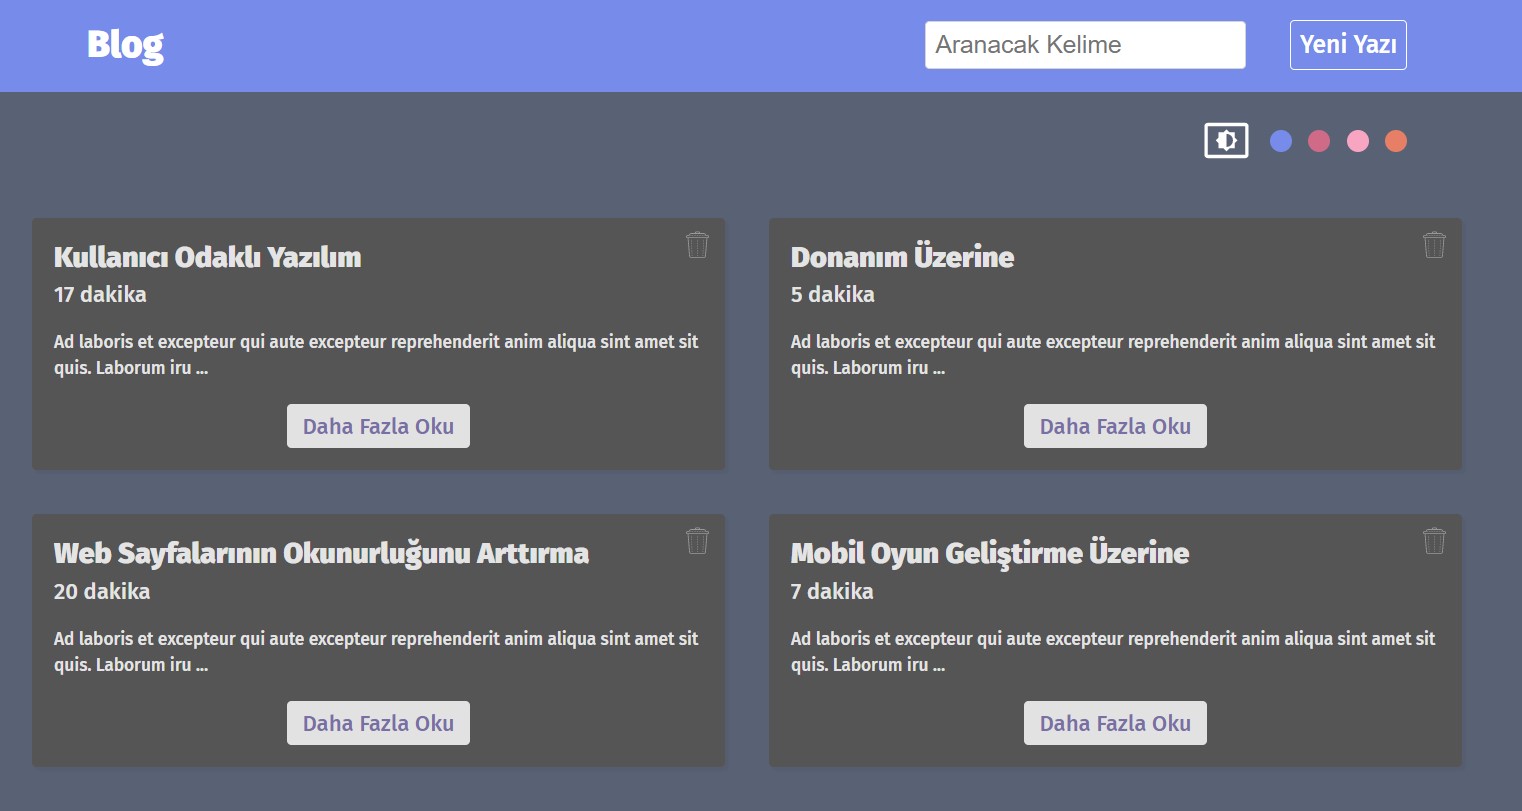 Blog
Aranacak Kelime
Yeni Yazı
Kullanıcı Odaklı Yazılım
17 dakika
Ad laboris et excepteur qui aute excepteur reprehenderit anim aliqua sint amet sit
quis. Laborum iru ...
Daha Fazla Oku
Donanım Üzerine
5 dakika
Ad laboris et excepteur qui aute excepteur reprehenderit anim aliqua sint amet sit
quis. Laborum iru ...
Daha Fazla Oku
Web Sayfalarının Okunurluğunu Arttırma
20 dakika
Ad laboris et excepteur qui aute excepteur reprehenderit anim aliqua sint amet sit
quis. Laborum iru ...
Daha Fazla Oku
Mobil Oyun Geliştirme Üzerine
7 dakika
Ad laboris et excepteur qui aute excepteur reprehenderit anim aliqua sint amet sit
quis. Laborum iru ...
Daha Fazla Oku